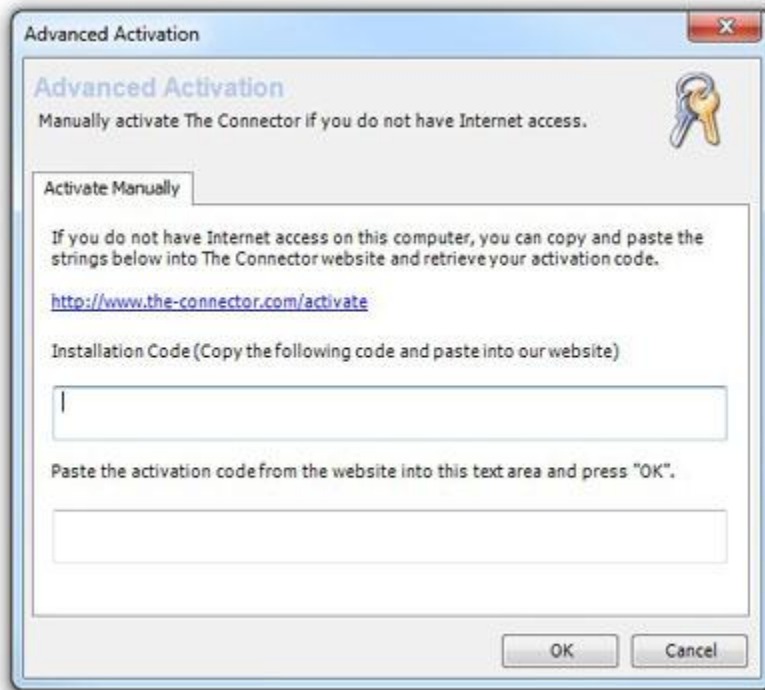 Advanced Activation
Advanced Activation
Manually activate The Connector if you do not have Internet access.
Activate Manually
If you do not have Internet access on this computer, you can copy and paste the
strings below into The Connector website and retrieve your activation code.
http://www.the-connector.com/activate
Installation Code (Copy the following code and paste into our website)
Paste the activation code from the website into this text area and press "OK".
OK Cancel